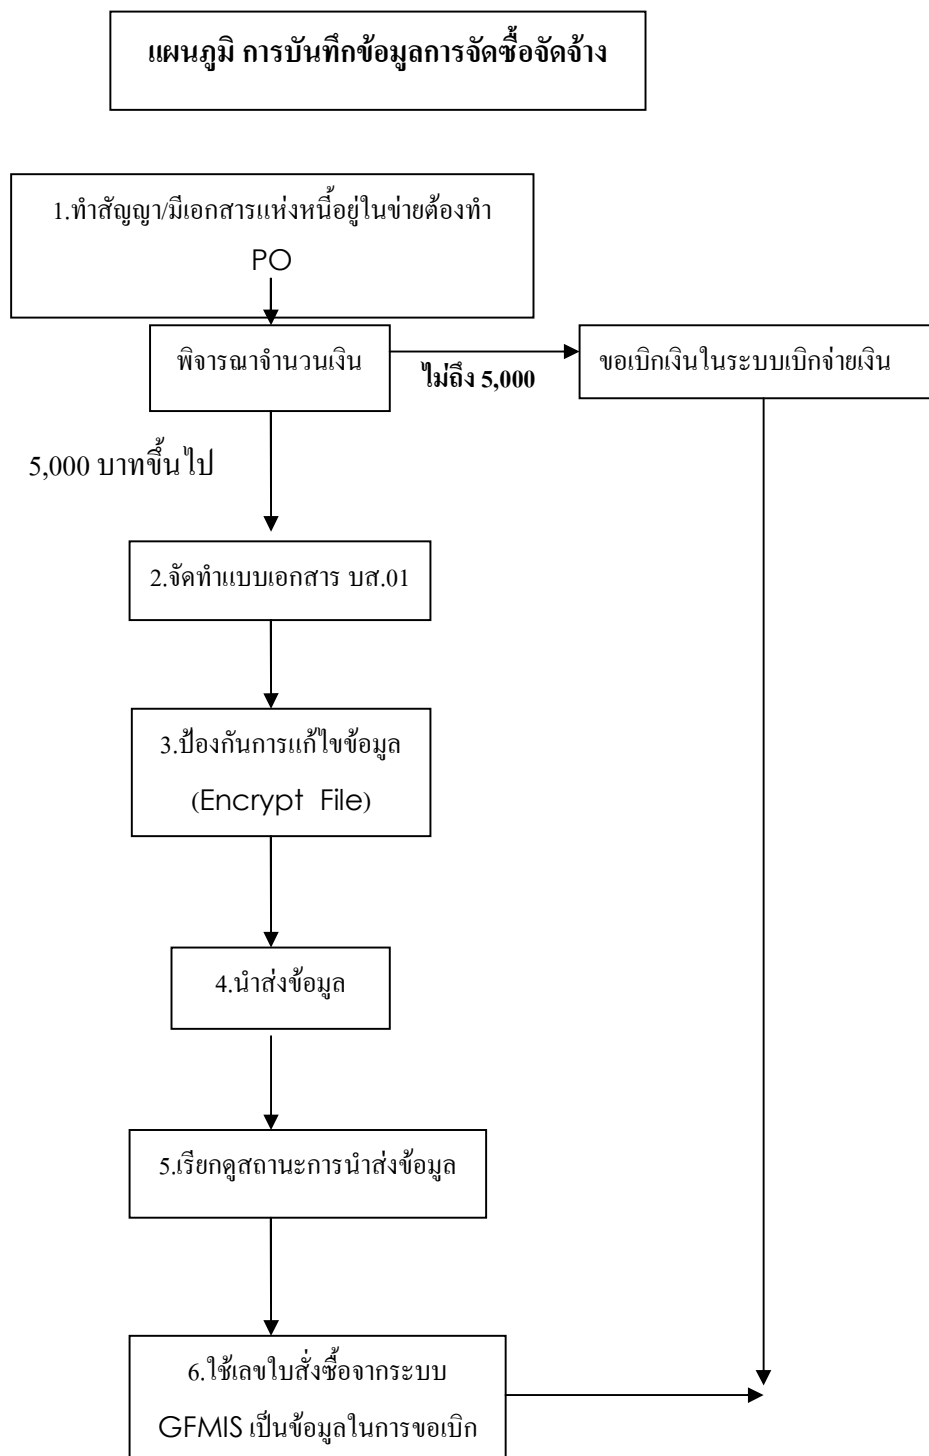 แผนภูมิ การบันทึกข้อมูลการจัดซื้อจัดจ้าง
1.ทำสัญญา/มีเอกสารแห่งหนี้อยู่ในข่ายต้องทำ
PO
พิจารณาจำนวนเงิน
ไม่ถึง 5,000
ขอเบิกเงินในระบบเบิกจ่ายเงิน
5,000 บาทขึ้นไป
2.จัดทำแบบเอกสาร บส.01
3.ป้องกันการแก้ไขข้อมูล
(Encrypt File)
4.นำส่งข้อมูล
5.เรียกดูสถานะการนำส่งข้อมูล
6.ใช้เลขใบสั่งซื้อจากระบบ
GFMIS เป็นข้อมูลในการขอเบิก